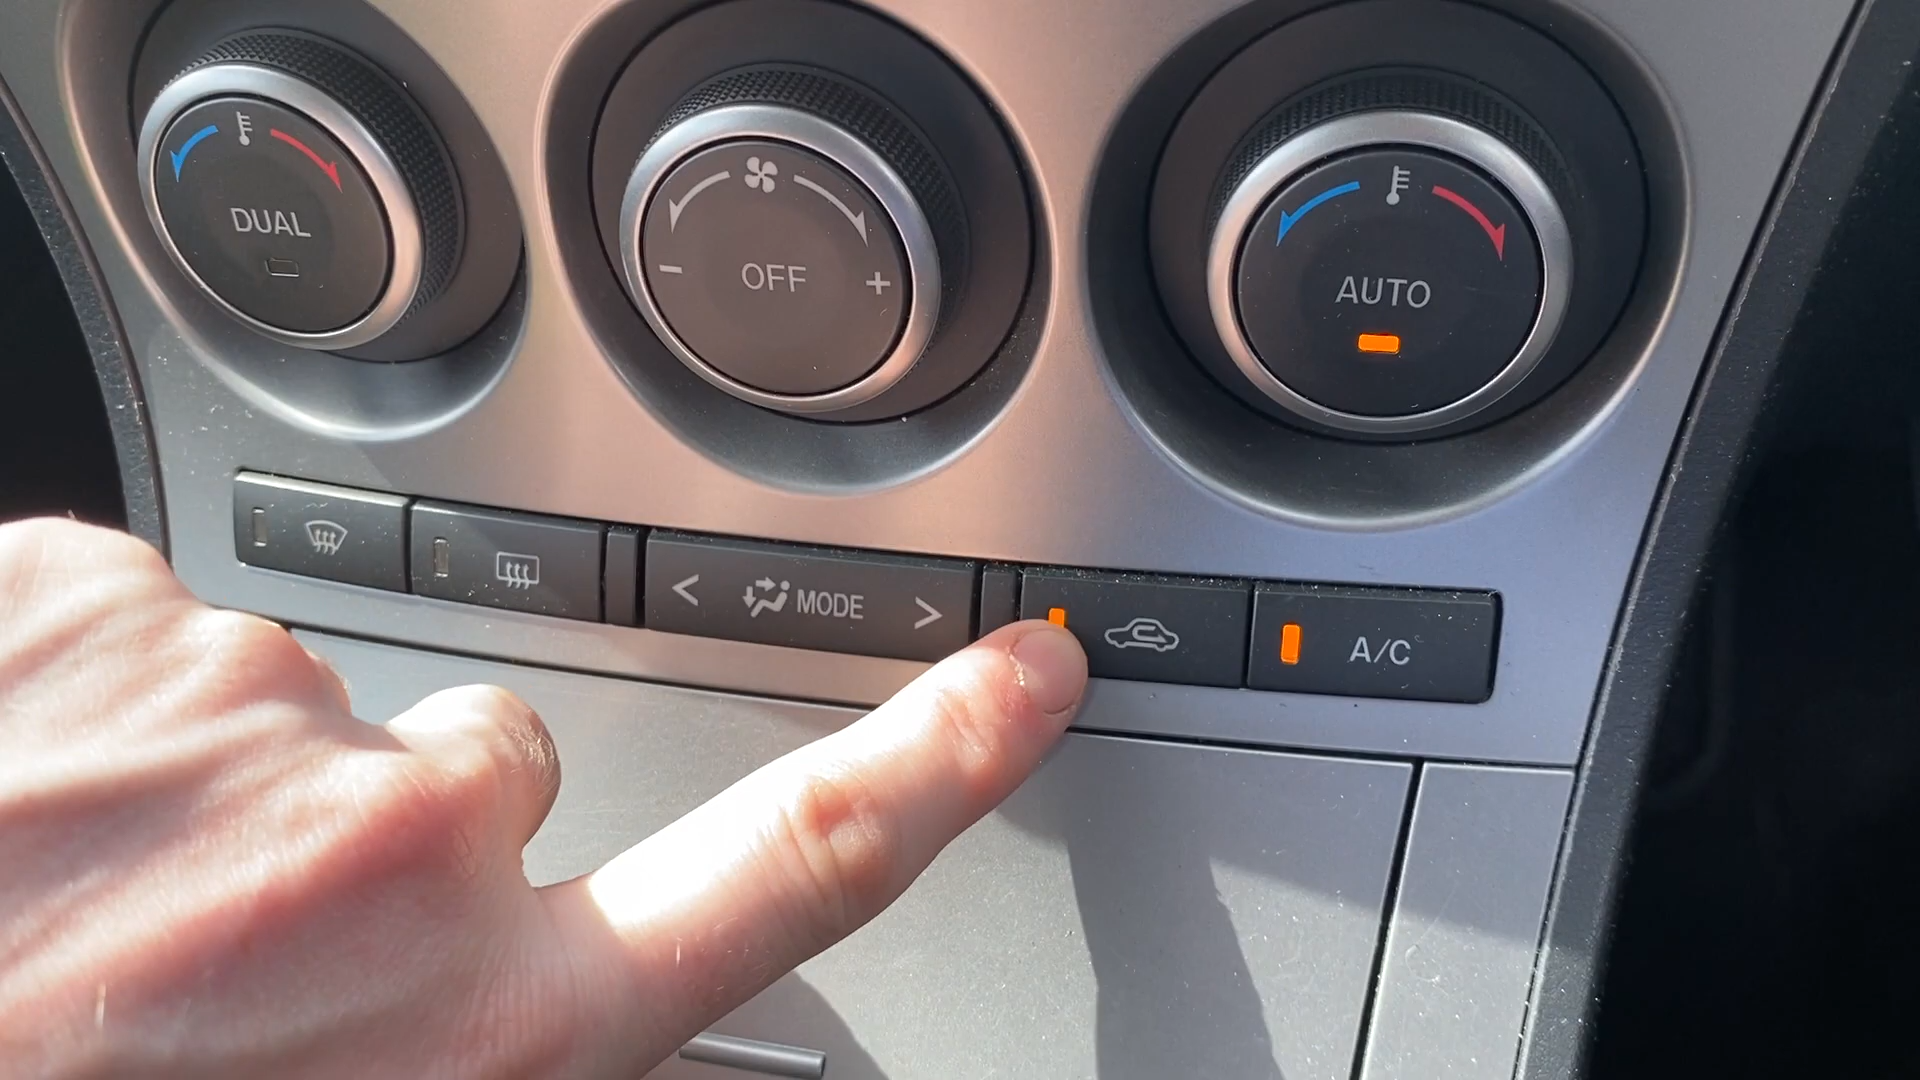 DUAL
OFF
- +
AUTO
< MODE >
A/C